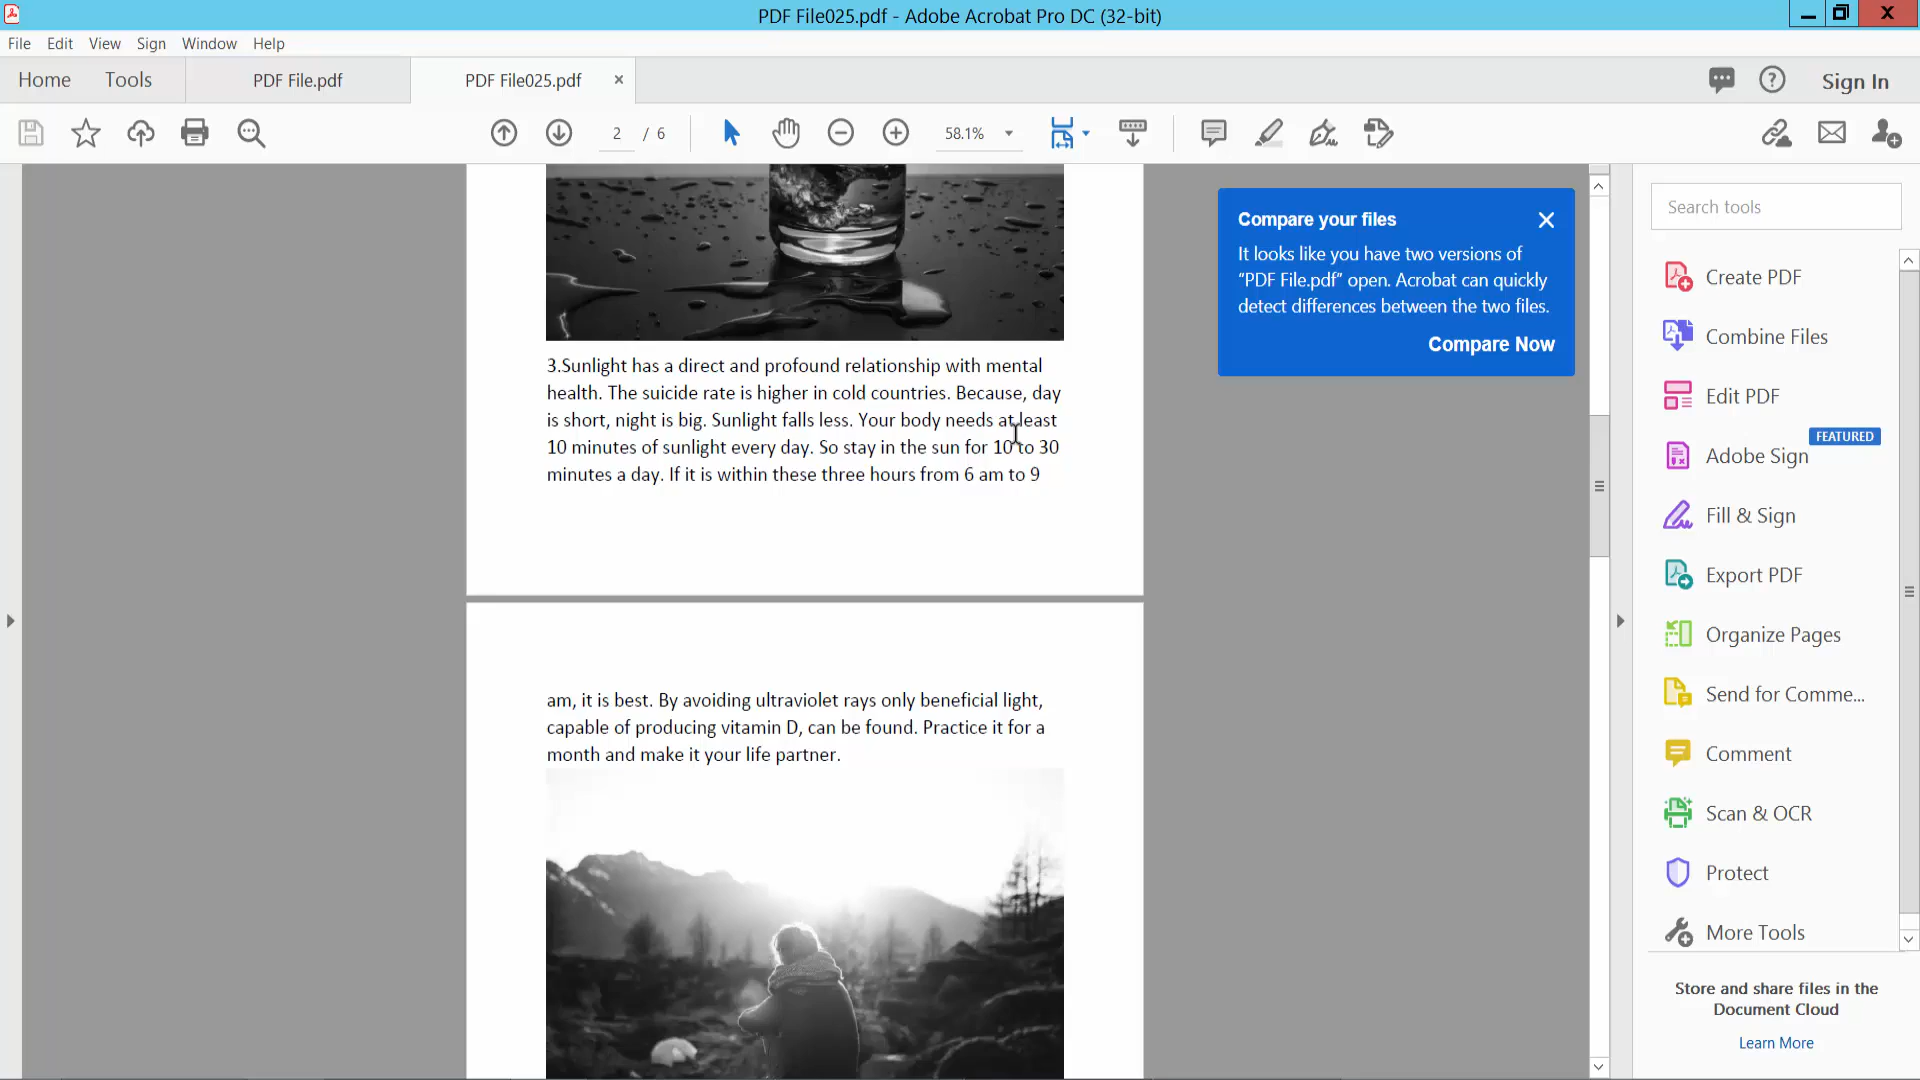 PDF File025.pdf - Adobe Acrobat Pro DC (32-bit)
File Edit View Sign Window Help
Home Tools PDF File.pdf PDF File025.pdf Sign In
2 / 6 58.1%
3.Sunlight has a direct and profound relationship with mental
health. The suicide rate is higher in cold countries. Because, day
is short, night is big. Sunlight falls less. Your body needs at least
10 minutes of sunlight every day. So stay in the sun for 10 to 30
minutes a day. If it is within these three hours from 6 am to 9
am, it is best. By avoiding ultraviolet rays only beneficial light,
capable of producing vitamin D, can be found. Practice it for a
month and make it your life partner.
Compare your files
It looks like you have two versions of
“PDF File.pdf” open. Acrobat can quickly
detect differences between the two files.
Compare Now
Search tools
Create PDF
Combine Files
Edit PDF
FEATURED
Adobe Sign
Fill & Sign
Export PDF
Organize Pages
Send for Comme...
Comment
Scan & OCR
Protect
More Tools
Store and share files in the
Document Cloud
Learn More